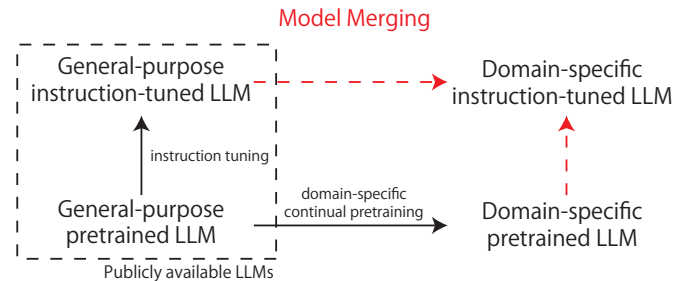 Model Merging
General-purpose
instruction-tuned LLM
Domain-specific
instruction-tuned LLM
instruction tuning
domain-specific
continual pretraining
General-purpose
pretrained LLM
Domain-specific
pretrained LLM
Publicly available LLMs